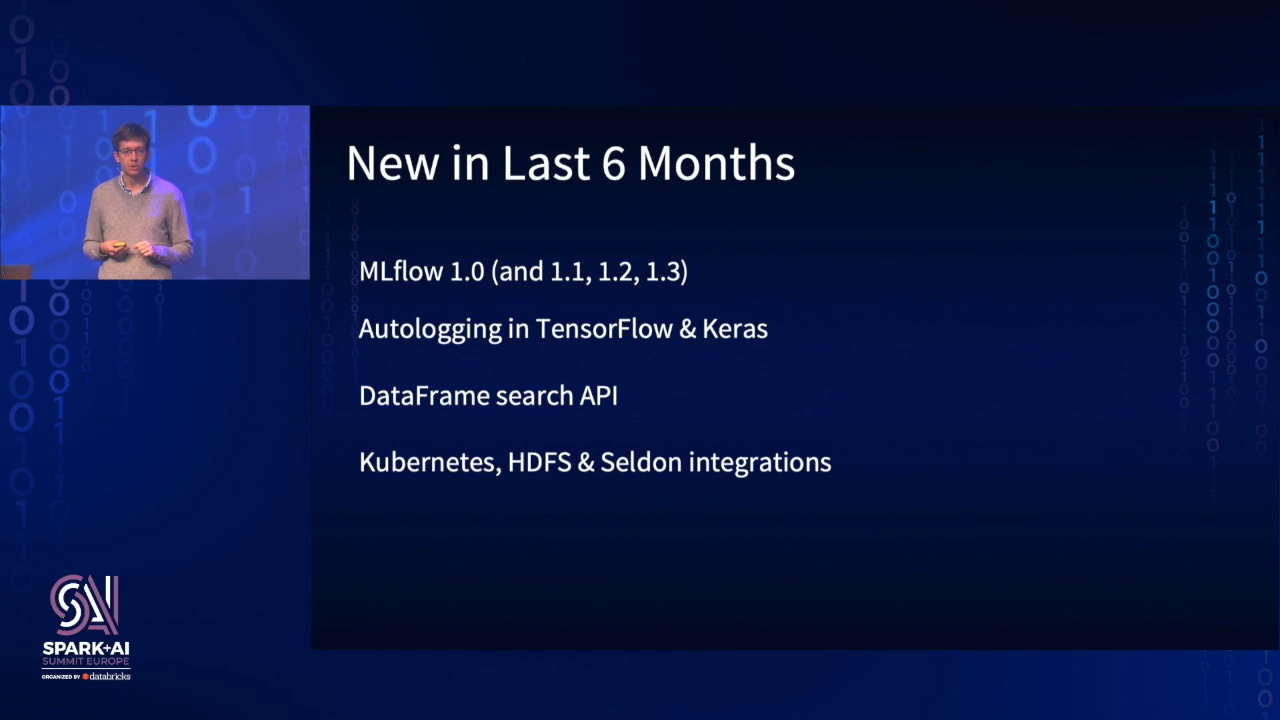 New in Last 6 Months
MLflow 1.0 (and 1.1, 1.2, 1.3)
Autologging in TensorFlow & Keras
DataFrame search API
Kubernetes, HDFS & Seldon integrations
SAI
SPARK+AI
SUMMIT EUROPE
ORGANIZED BY databricks